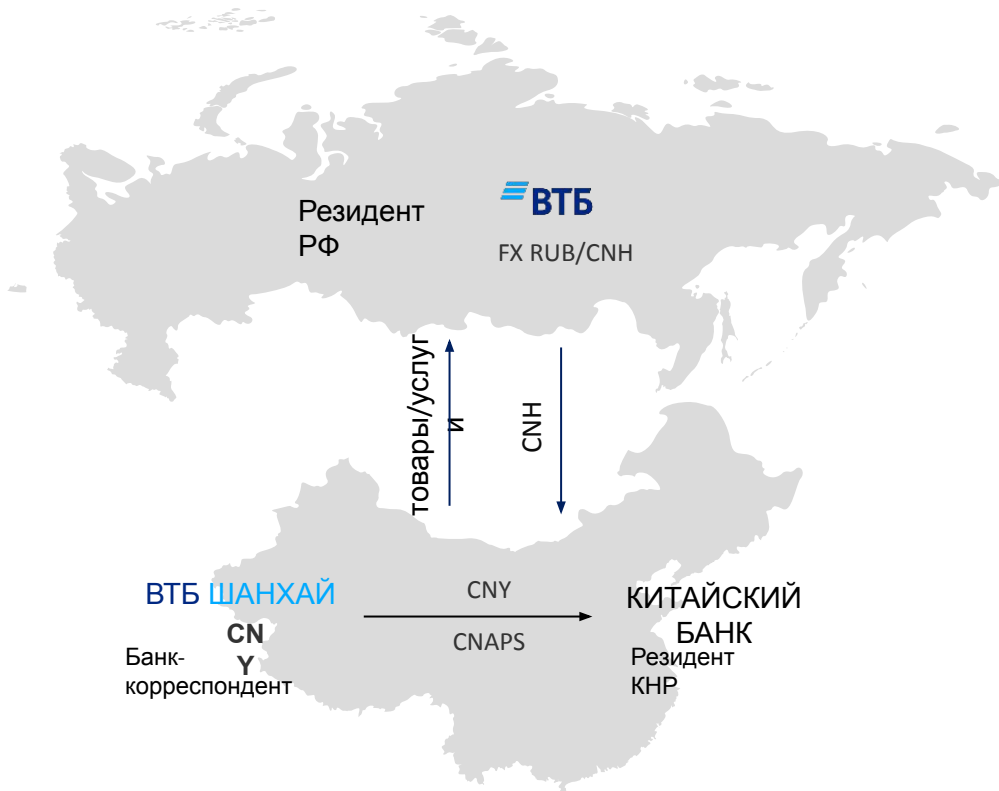 Резидент
РФ
ВТБ
FX RUB/CNH
товары/услуг
и
CNH
ВТБ ШАНХАЙ
CN
Y
Банк-
корреспондент
CNY
CNAPS
КИТАЙСКИЙ
БАНК
Резидент
КНР